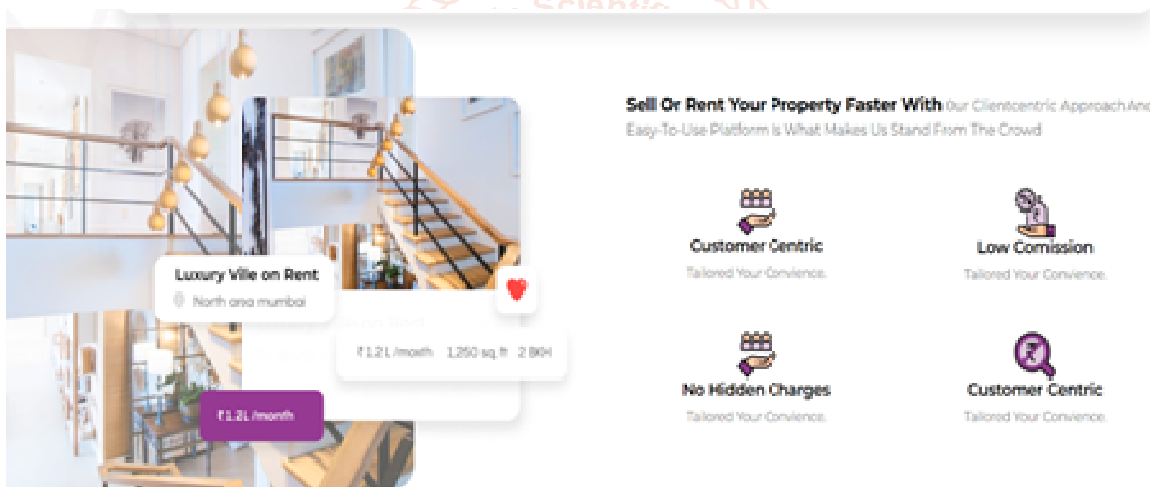 Scientic
Sell Or Rent Your Property Faster With Our Clientcentric Approach And
Easy-To-Use Platform Is What Makes Us Stand From The Crowd
Customer Centric
Tailored Your Convience.
Low Comission
Tailored Your Convience.
Luxury Ville on Rent
North area mumbai
₹1.2 L /month 1,250 sq. ft 2 BKH
₹1.2L /month
No Hidden Charges
Tailored Your Convience.
Customer Centric
Tailored Your Convience.